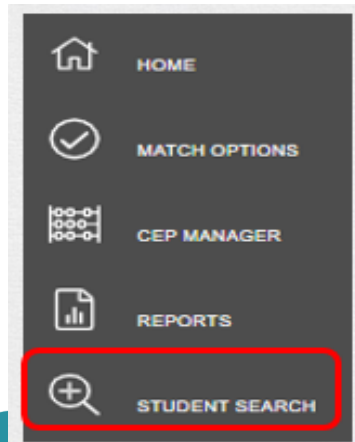 HOME
MATCH OPTIONS
CEP MANAGER
REPORTS
STUDENT SEARCH